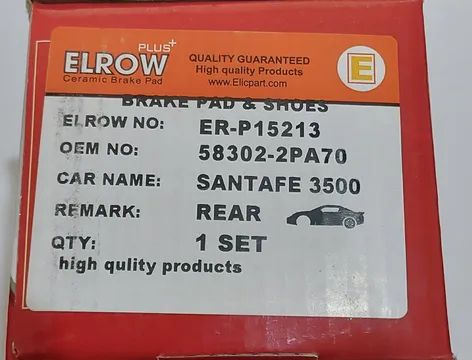 PLUS+
ELROW
Ceramic Brake Pad
QUALITY GUARANTEED
High quality Products
www.Elicpart.com
E
BRAKE PAD & SHOES
ELROW NO: ER-P15213
OEM NO: 58302-2PA70
CAR NAME: SANTAFE 3500
REMARK: REAR
QTY: 1 SET
high qulity products